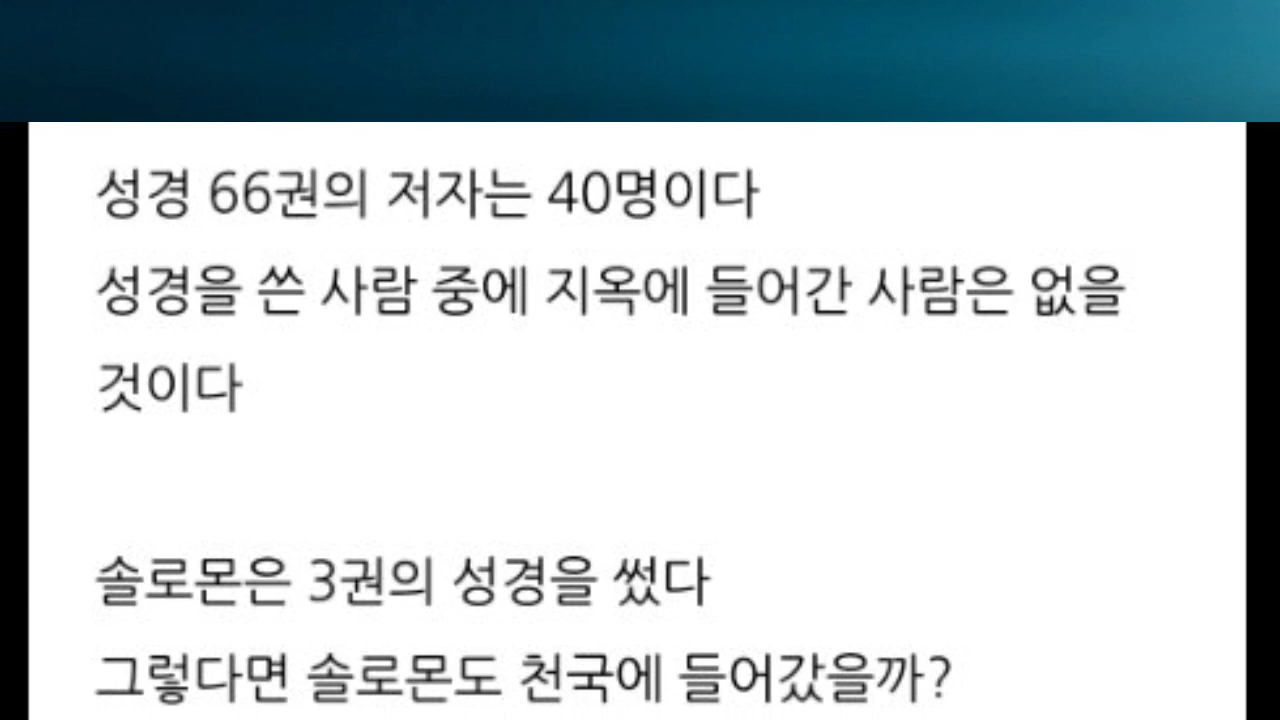 성경 66권의 저자는 40명이다
성경을 쓴 사람 중에 지옥에 들어간 사람은 없을
것이다
솔로몬은 3권의 성경을 썼다
그렇다면 솔로몬도 천국에 들어갔을까?